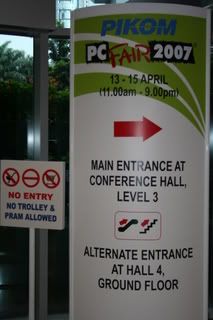 PIKOM
PC FAIR 2007
13 - 15 APRIL
(11.00am - 9.00pm)
MAIN ENTRANCE AT
CONFERENCE HALL,
LEVEL 3
ALTERNATE ENTRANCE
AT HALL 4,
GROUND FLOOR
NO ENTRY
NO TROLLEY &
PRAM ALLOWED